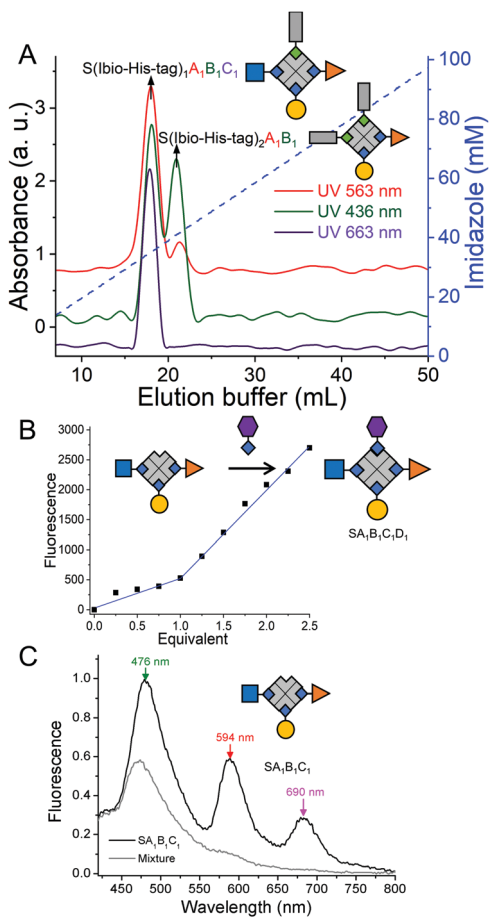 A
S(Ibio-His-tag)₁A₁B₁C₁
S(Ibio-His-tag)₂A₁B₁
UV 563 nm
UV 436 nm
UV 663 nm
Absorbance (a. u.)
0
1
2
3
10
20
30
40
50
Elution buffer (mL)
0
20
40
60
80
100
Imidazole (mM)
B
Fluorescence
0
500
1000
1500
2000
2500
3000
0.0
0.5
1.0
1.5
2.0
2.5
Equivalent
SA₁B₁C₁D₁
C
476 nm
594 nm
690 nm
SA₁B₁C₁
SA₁B₁C₁
Mixture
Fluorescence
0.0
0.2
0.4
0.6
0.8
1.0
450
500
550
600
650
700
750
800
Wavelength (nm)